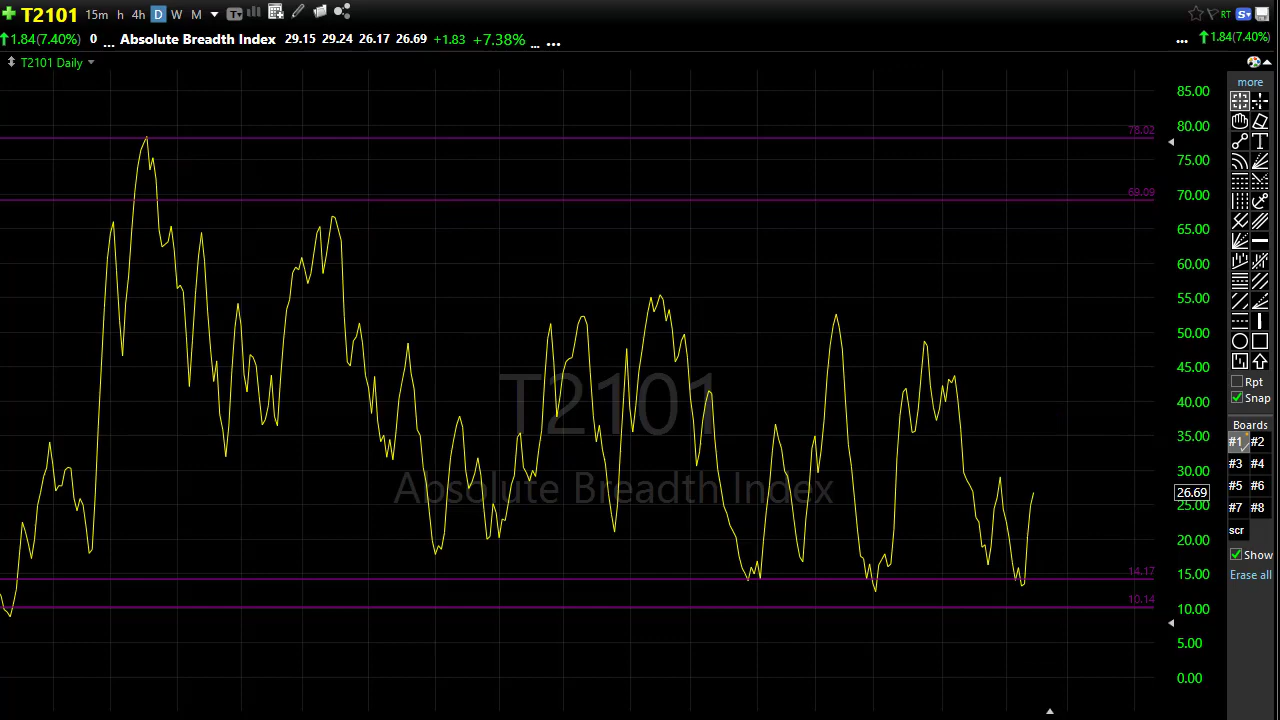 T2101 15m h 4h D W M T RT S
1.84(7.40%) 0 ... Absolute Breadth Index 29.15 29.24 26.17 26.69 +1.83 +7.38% ... ... ... 1.84(7.40%)
T2101 Daily
more
85.00
80.00
78.02
75.00
70.00
69.09
65.00
60.00
55.00
50.00
45.00
40.00
35.00
30.00
26.69
25.00
20.00
15.00
14.17
10.14
10.00
5.00
0.00
T2101
Absolute Breadth Index
T
Rpt
Snap
Boards
#1 #2
#3 #4
#5 #6
#7 #8
scr
Show
Erase all